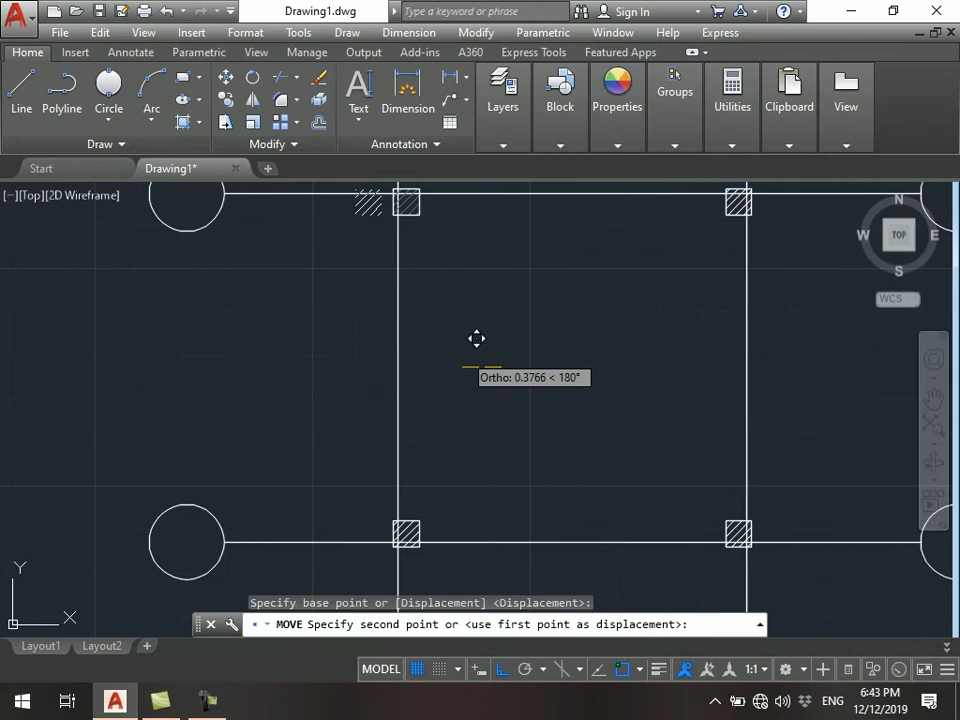 Drawing1.dwg
Type a keyword or phrase
Sign In
File Edit View Insert Format Tools Draw Dimension Modify Parametric Window Help Express
Home Insert Annotate Parametric View Manage Output Add-ins A360 Express Tools Featured Apps
Line Polyline Circle Arc Text Dimension Layers Block Properties Groups Utilities Clipboard View
Draw Modify Annotation
Start Drawing1*
[−][Top][2D Wireframe]
N
W TOP E
S
WCS
Ortho: 0.3766 < 180°
Y
X
Specify base point or [Displacement] <Displacement>:
MOVE Specify second point or <use first point as displacement>:
Layout1 Layout2
MODEL 1:1
ENG 6:43 PM
12/12/2019